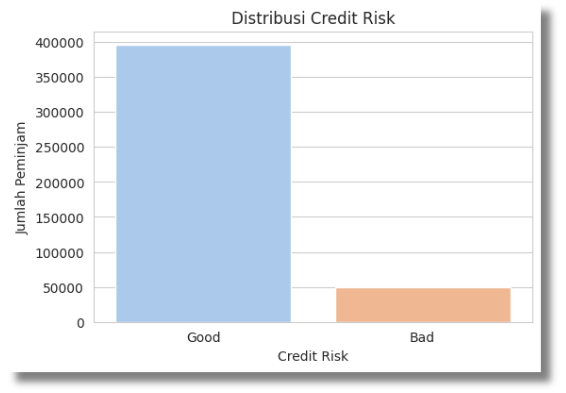 Distribusi Credit Risk
400000
350000
300000
250000
200000
150000
100000
50000
0
Jumlah Peminjam
Good Bad
Credit Risk